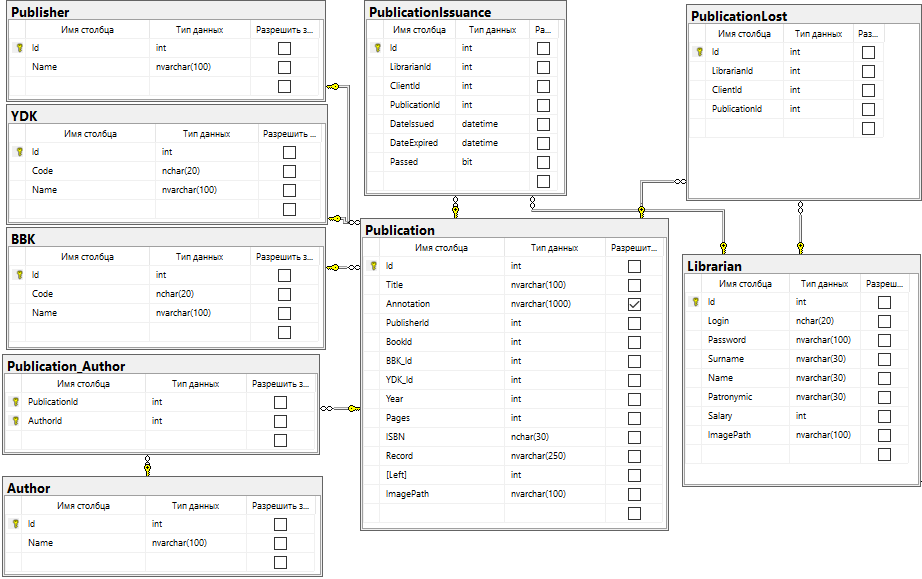 Publisher
Имя столбца Тип данных Разрешить з...
Id int
Name nvarchar(100)
YDK
Имя столбца Тип данных Разрешить ...
Id int
Code nchar(20)
Name nvarchar(100)
BBK
Имя столбца Тип данных Разрешить з...
Id int
Code nchar(20)
Name nvarchar(100)
Publication_Author
Имя столбца Тип данных Разрешить з...
PublicationId int
AuthorId int
Author
Имя столбца Тип данных Разрешить з...
Id int
Name nvarchar(100)
PublicationIssuance
Имя столбца Тип данных Ра...
Id int
LibrarianId int
ClientId int
PublicationId int
DateIssued datetime
DateExpired datetime
Passed bit
Publication
Имя столбца Тип данных Разрешит...
Id int
Title nvarchar(100)
Annotation nvarchar(1000)
PublisherId int
BookId int
BBK_Id int
YDK_Id int
Year int
Pages int
ISBN nchar(30)
Record nvarchar(250)
[Left] int
ImagePath nvarchar(100)
PublicationLost
Имя столбца Тип данных Раз...
Id int
LibrarianId int
ClientId int
PublicationId int
Librarian
Имя столбца Тип данных Разреш...
Id int
Login nchar(20)
Password nvarchar(100)
Surname nvarchar(30)
Name nvarchar(30)
Patronymic nvarchar(30)
Salary int
ImagePath nvarchar(100)